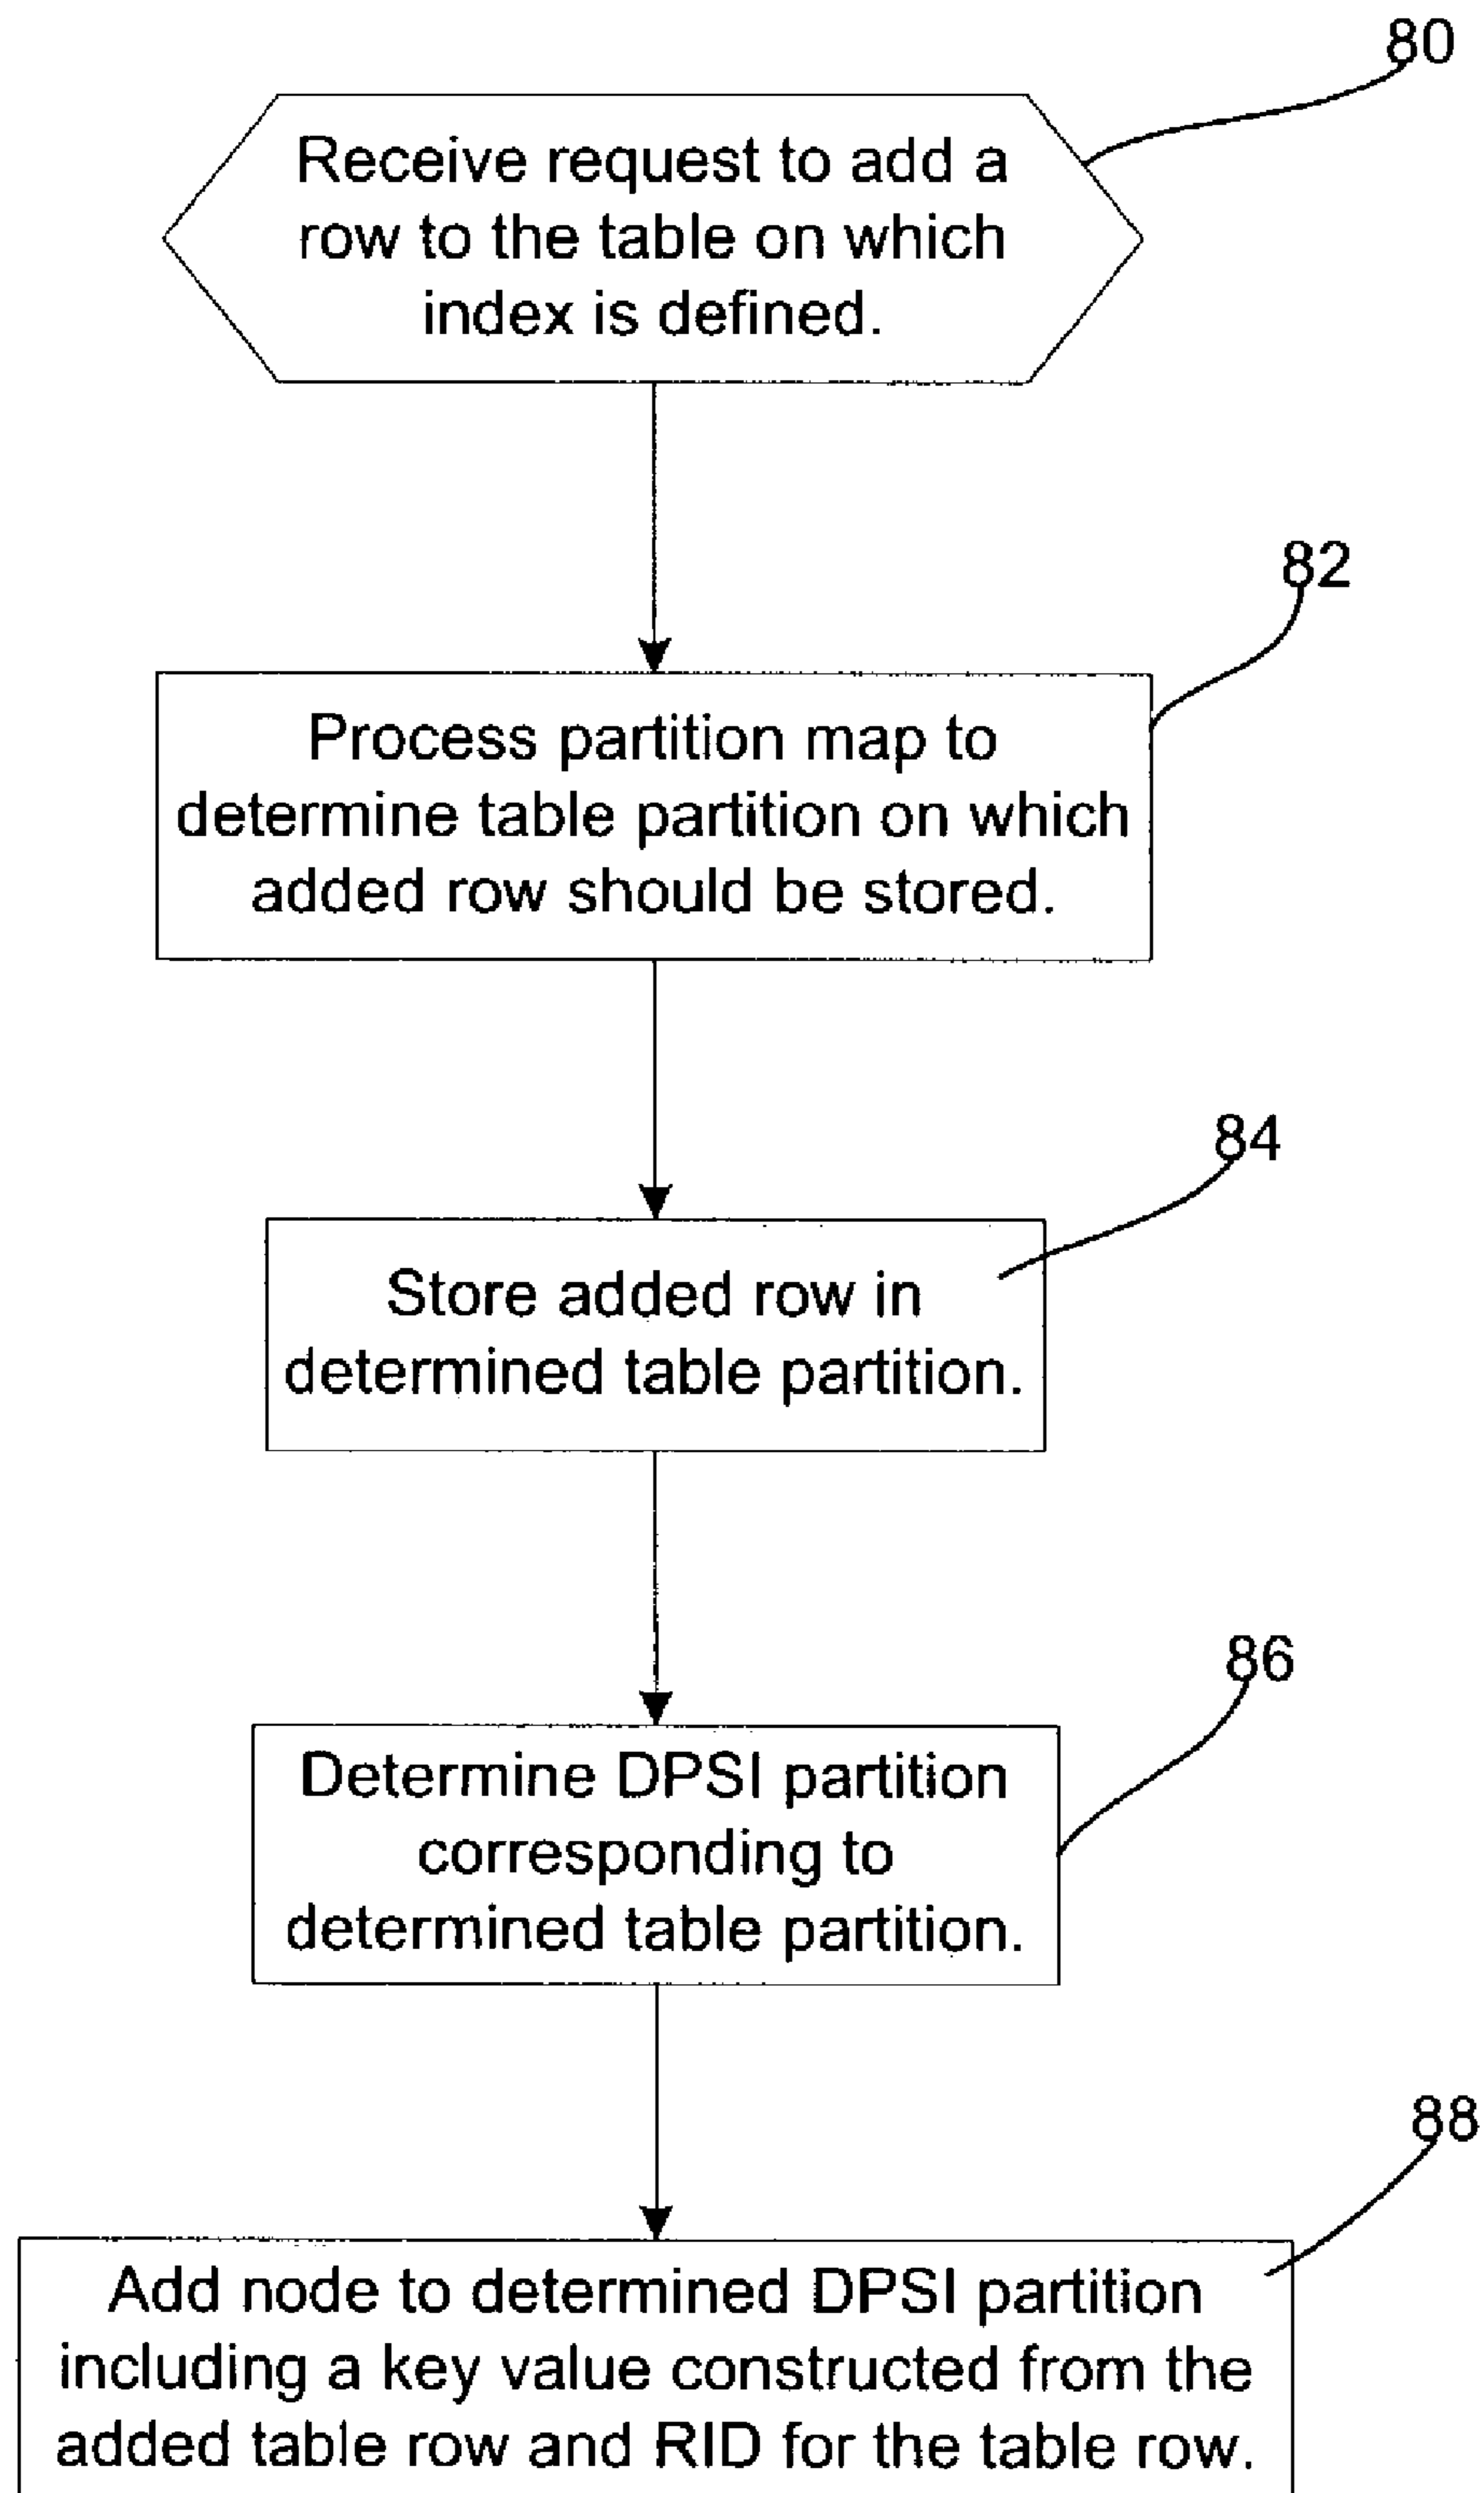 80
Receive request to add a
row to the table on which
index is defined.
82
Process partition map to
determine table partition on which
added row should be stored.
84
Store added row in
determined table partition.
86
Determine DPSI partition
corresponding to
determined table partition.
88
Add node to determined DPSI partition
including a key value constructed from the
added table row and RID for the table row.